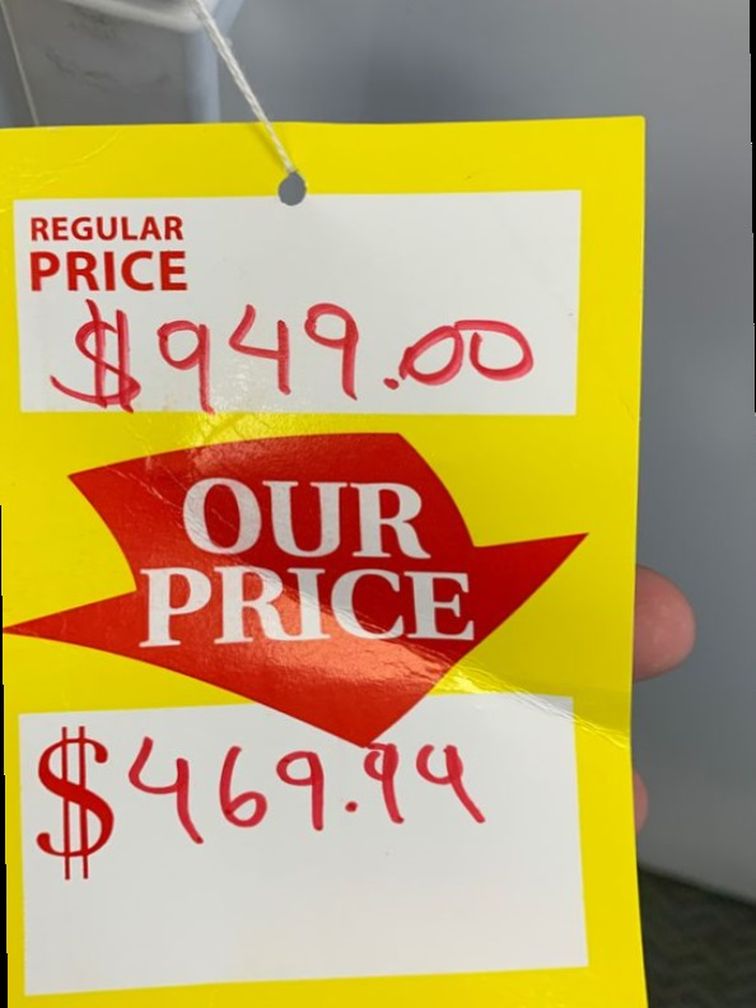 REGULAR
PRICE
$949.00
OUR
PRICE
$469.94